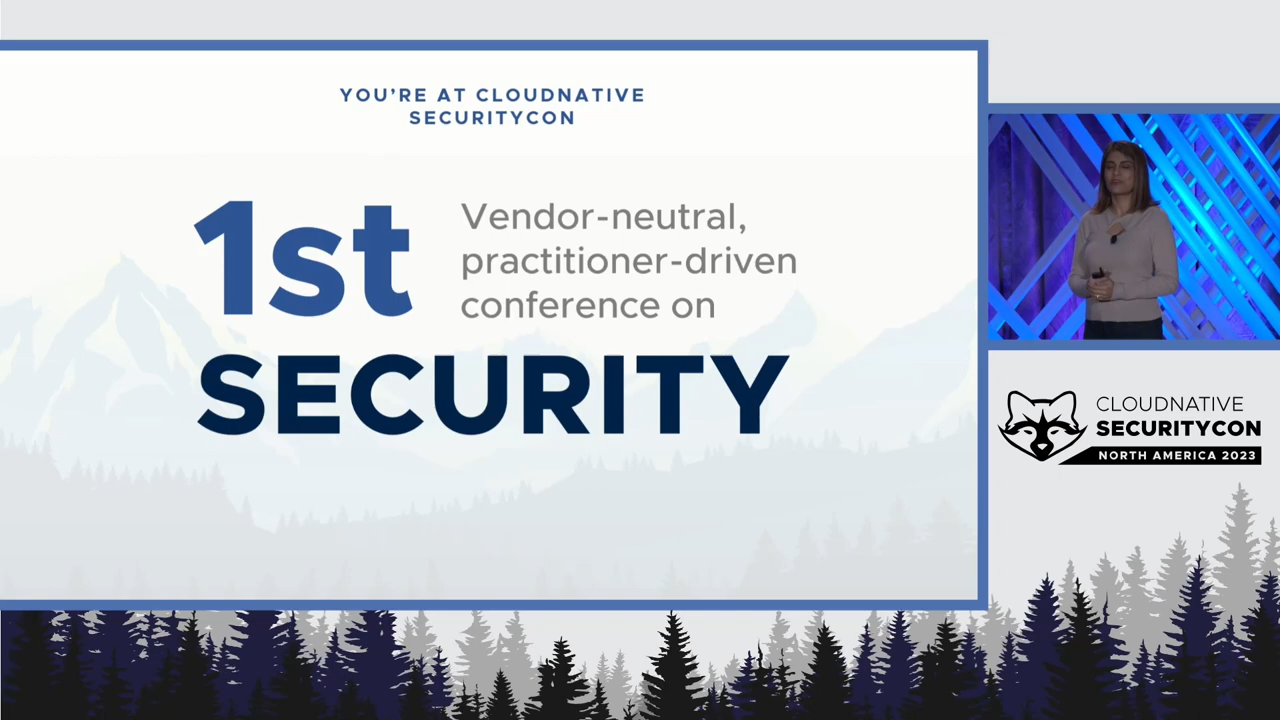 YOU'RE AT CLOUDNATIVE
SECURITYCON
1st
Vendor-neutral,
practitioner-driven
conference on
SECURITY
CLOUDNATIVE
SECURITYCON
NORTH AMERICA 2023